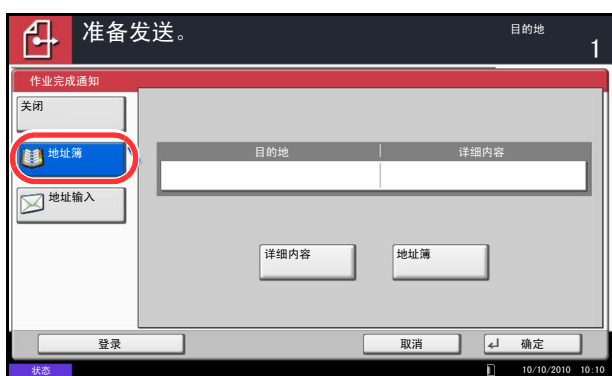 准备发送。
目的地
1
作业完成通知
关闭
地址簿
地址输入
目的地 详细内容
详细内容 地址簿
登录 取消 确定
状态 10/10/2010 10:10